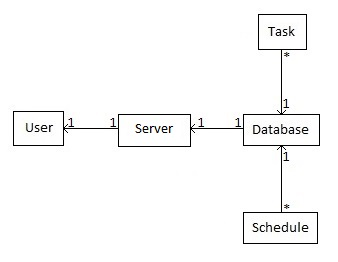 Task
*
1
User 1 1 Server 1 1 Database
1
*
Schedule